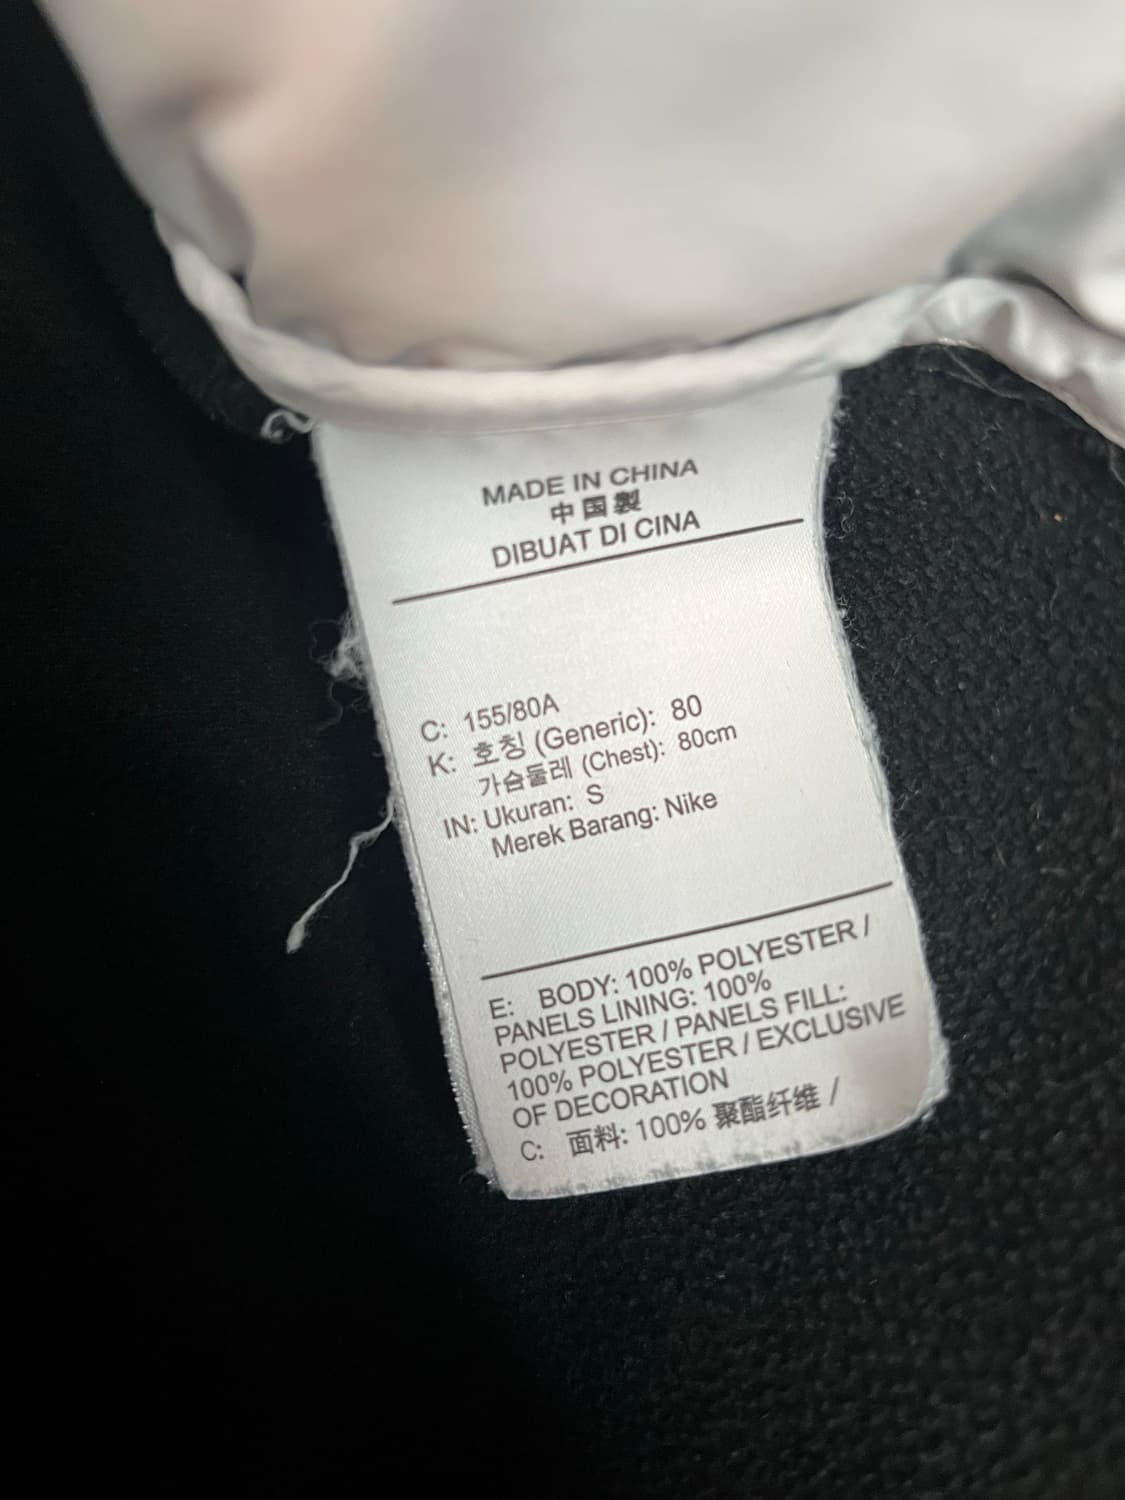 MADE IN CHINA
中国製
DIBUAT DI CINA
C: 155/80A
K: 호칭 (Generic): 80
가슴둘레 (Chest): 80cm
IN: Ukuran: S
Merek Barang: Nike
E: BODY: 100% POLYESTER /
PANELS LINING: 100%
POLYESTER / PANELS FILL:
100% POLYESTER / EXCLUSIVE
OF DECORATION
C: 面料: 100% 聚酯纤维 /